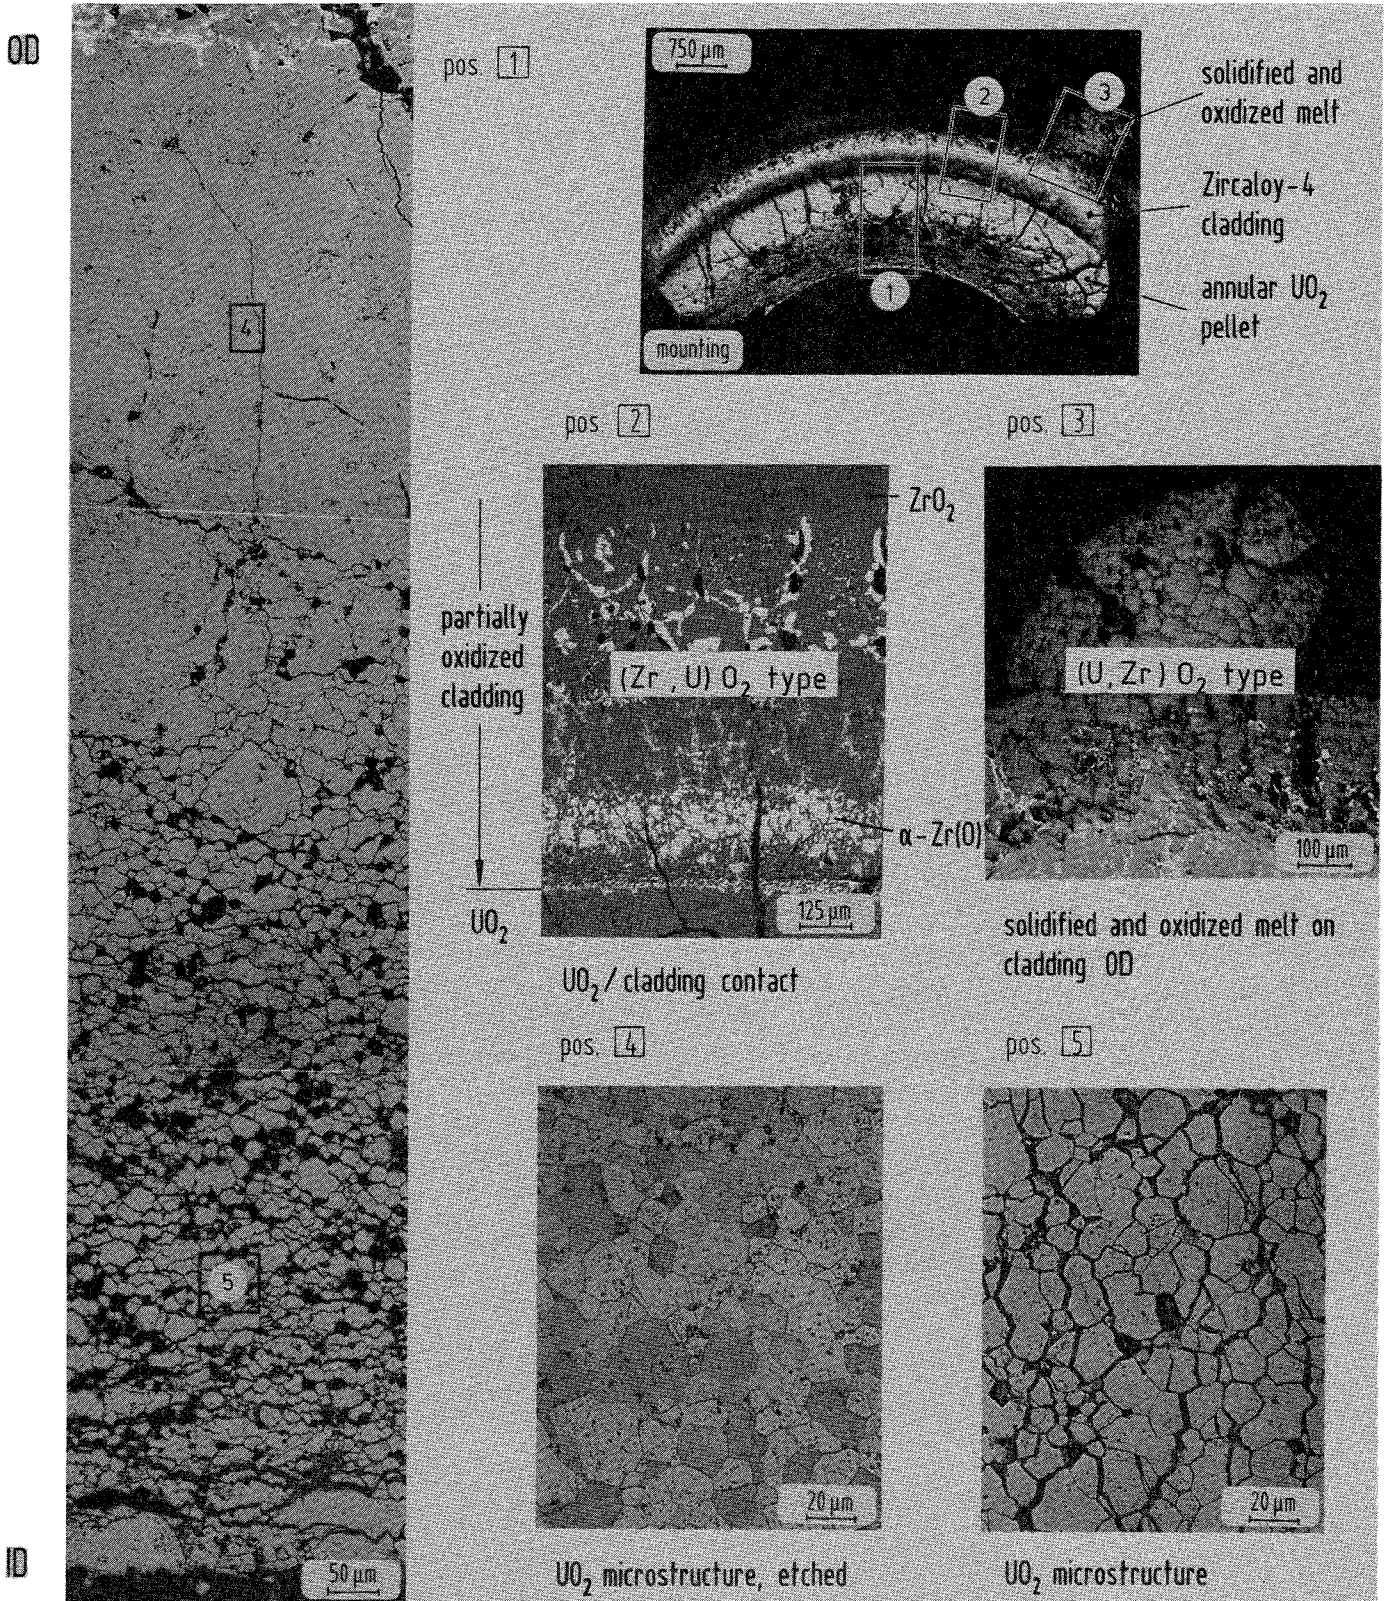 OD
pos 1
750 µm
2
3
solidified and
oxidized melt
Zircaloy-4
cladding
annular UO₂
pellet
1
mounting
4
pos. 2
pos. 3
partially
oxidized
cladding
UO₂
ZrO₂
(Zr, U) O₂ type
α-Zr(O)
125 µm
(U, Zr) O₂ type
100 µm
UO₂/cladding contact
solidified and oxidized melt on
cladding OD
pos. 4
pos. 5
5
20 µm
20 µm
ID
50 µm
UO₂ microstructure, etched
UO₂ microstructure